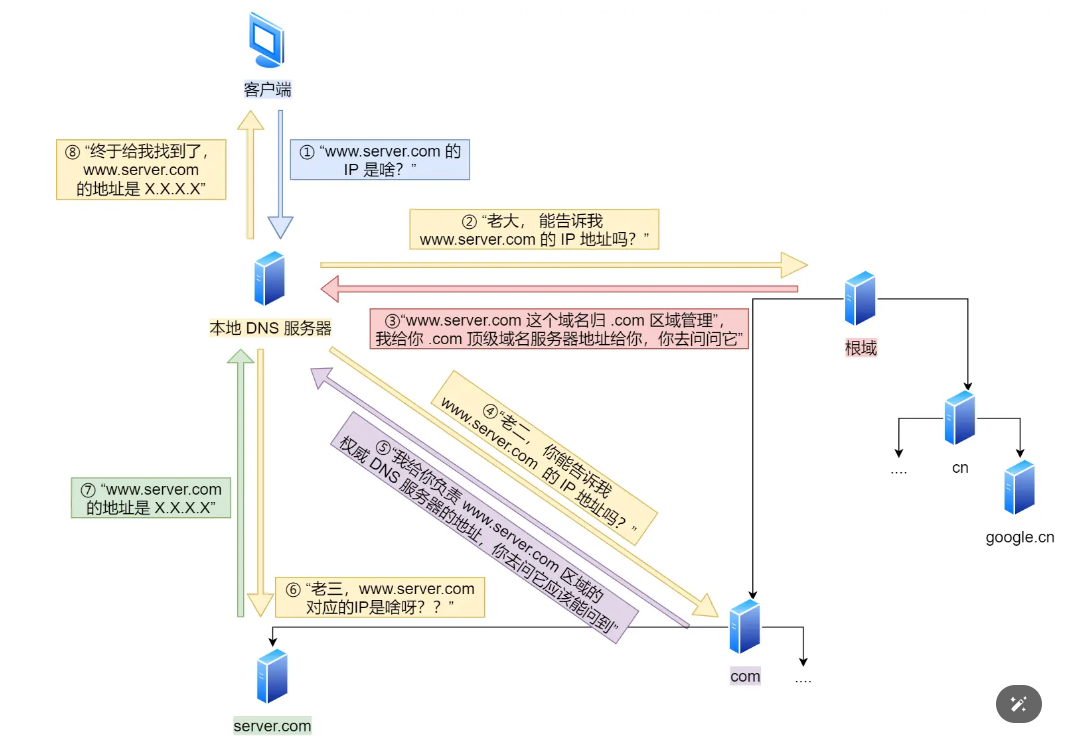 客户端
⑧ “终于给我找到了，
www.server.com
的地址是 X.X.X.X”
① “www.server.com 的
IP 是啥？”
② “老大， 能告诉我
www.server.com 的 IP 地址吗？”
本地 DNS 服务器
③“www.server.com 这个域名归 .com 区域管理”，
我给你 .com 顶级域名服务器地址给你，你去问问它”
根域
④“老二， 你能告诉我
www.server.com 的 IP 地址吗？”
⑤“我给你负责 www.server.com 区域的
权威 DNS 服务器的地址，你去问它应该能问到”
....
cn
google.cn
⑦ “www.server.com
的地址是 X.X.X.X”
⑥ “老三，www.server.com
对应的IP是啥呀？？”
com
....
server.com